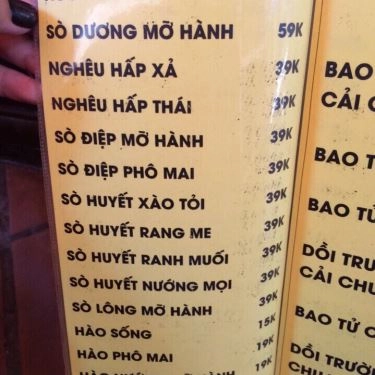 SÒ DƯƠNG MỠ HÀNH 59K
NGHÊU HẤP XẢ 39K
NGHÊU HẤP THÁI 39K
SÒ ĐIỆP MỠ HÀNH 39K
SÒ ĐIỆP PHÔ MAI 39K
SÒ HUYẾT XÀO TỎI 39K
SÒ HUYẾT RANG ME 39K
SÒ HUYẾT RANH MUỐI 39K
SÒ HUYẾT NƯỚNG MỌI 39K
SÒ LÔNG MỠ HÀNH 39K
HÀO SỐNG 15K
HÀO PHÔ MAI 19K
19K
BAO
CẢI
BAO
BAO TỬ
DỒI
CẢI
BAO TỬ
DỒI